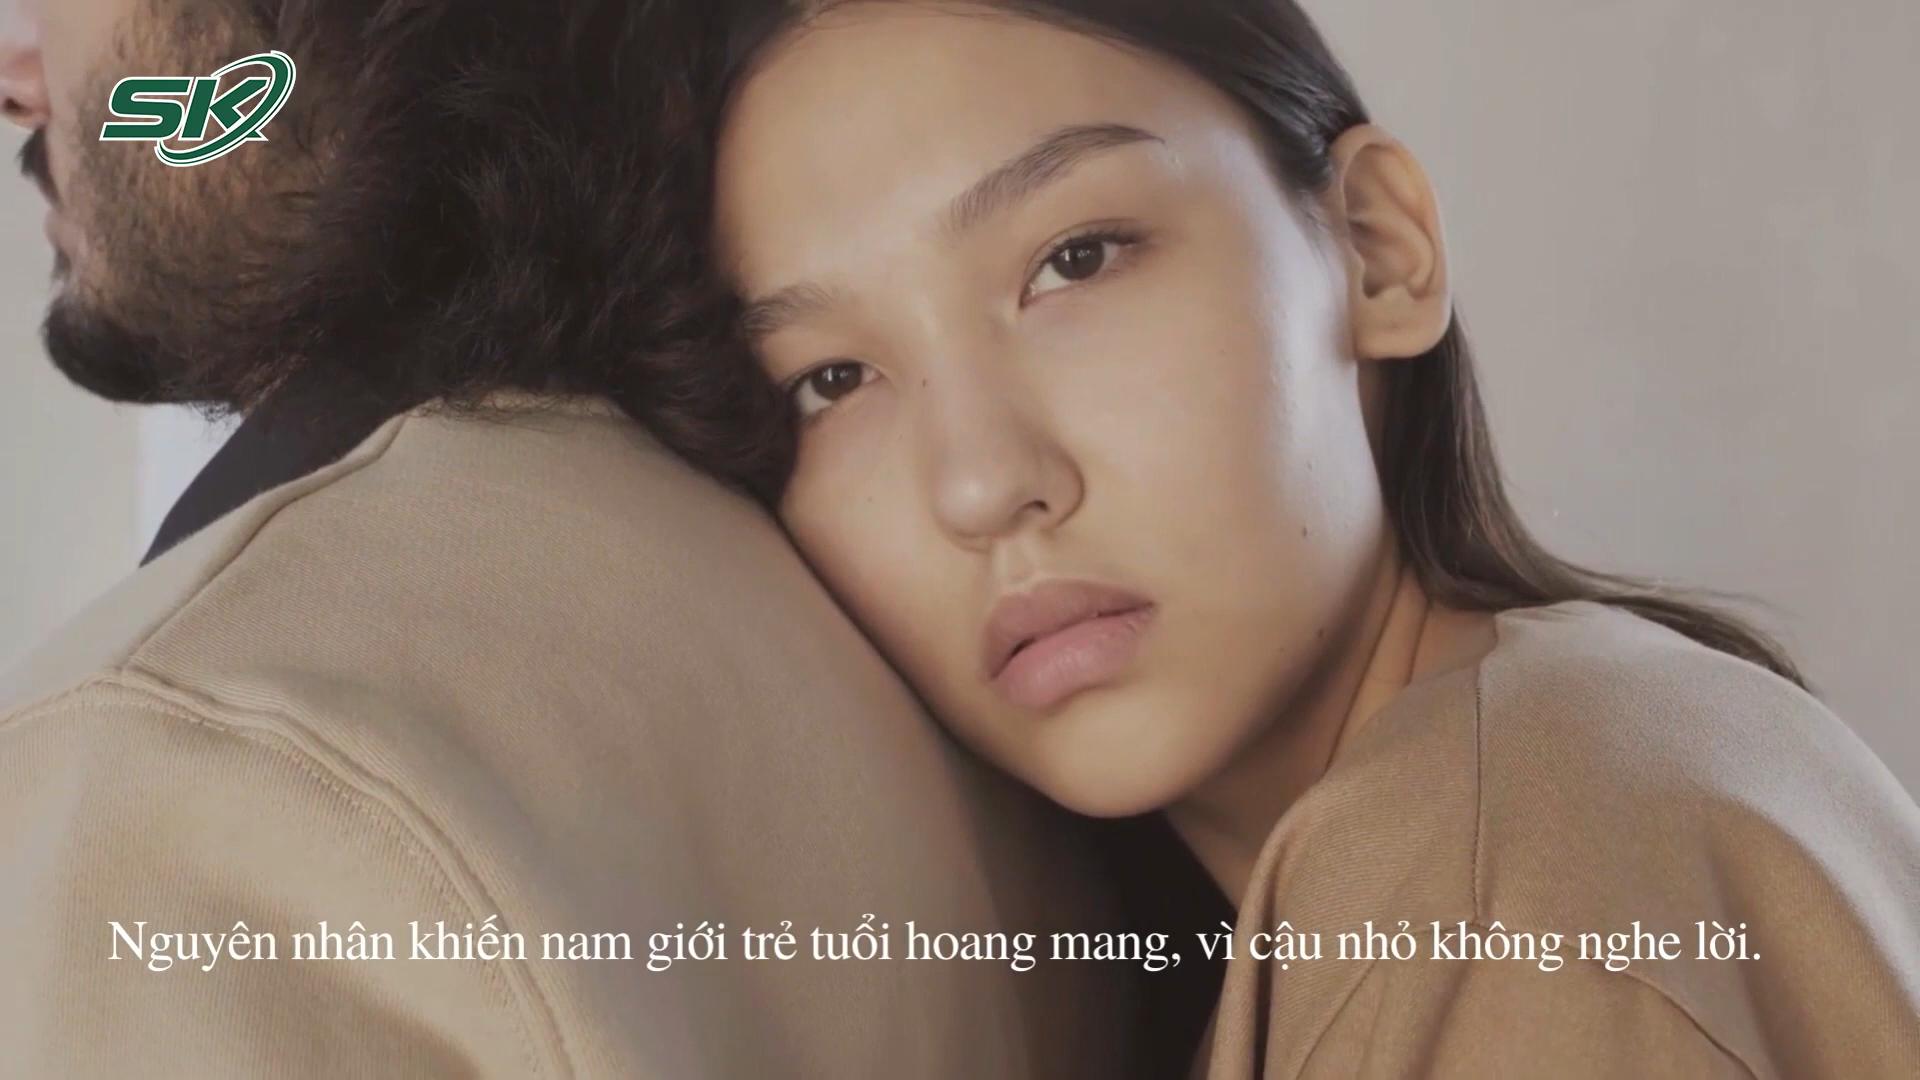 SK
Nguyên nhân khiến nam giới trẻ tuổi hoang mang, vì cậu nhỏ không nghe lời.